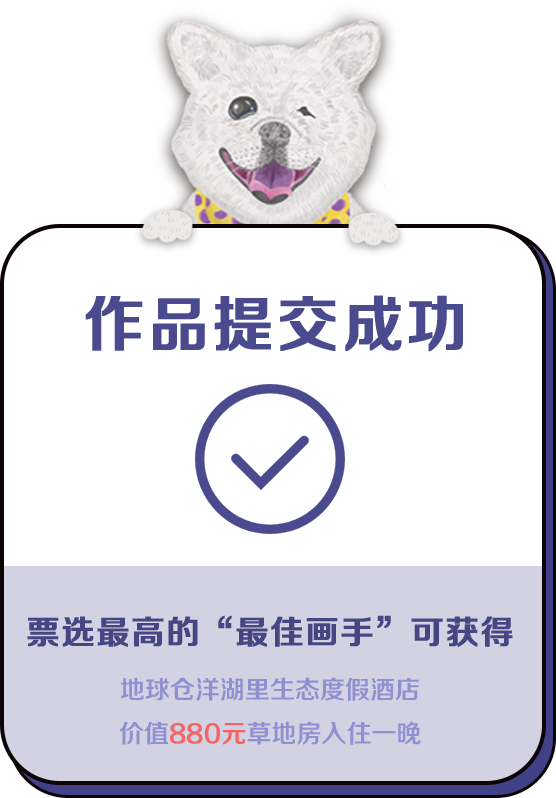 作品提交成功
票选最高的“最佳画手”可获得
地球仓洋湖里生态度假酒店
价值880元草地房入住一晚